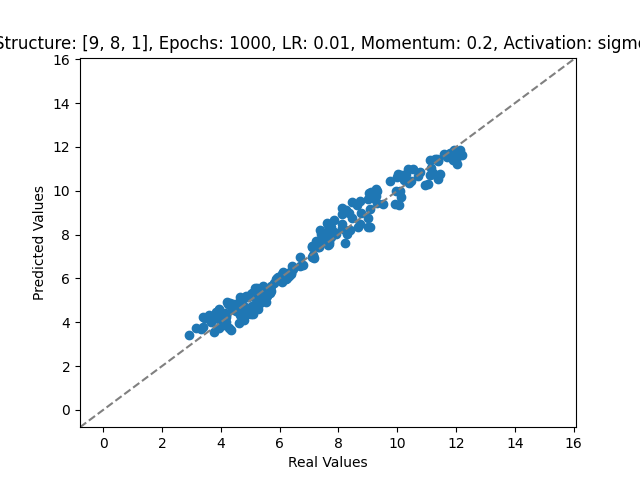 Structure: [9, 8, 1], Epochs: 1000, LR: 0.01, Momentum: 0.2, Activation: sigmo
16
14
12
10
8
6
4
2
0
Predicted Values
0 2 4 6 8 10 12 14 16
Real Values